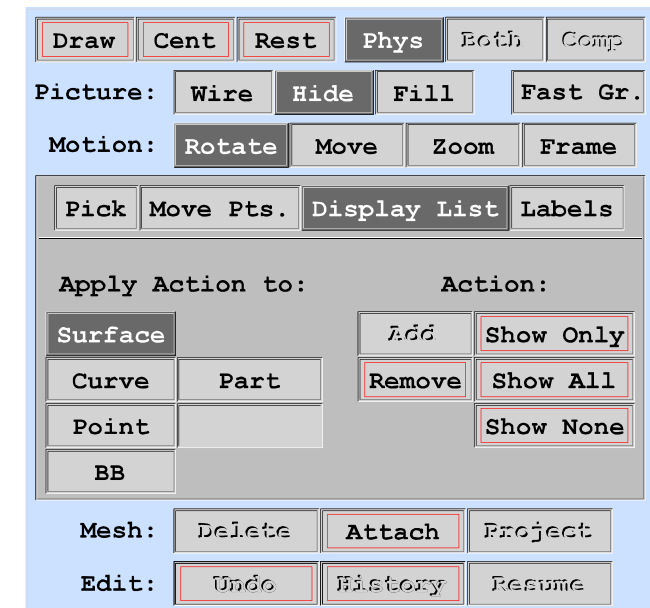 Draw Cent Rest Phys Both Comp
Picture: Wire Hide Fill Fast Gr.
Motion: Rotate Move Zoom Frame
Pick Move Pts. Display List Labels
Apply Action to: Action:
Surface Add Show Only
Curve Part Remove Show All
Point Show None
BB
Mesh: Delete Attach Project
Edit: Undo History Resume